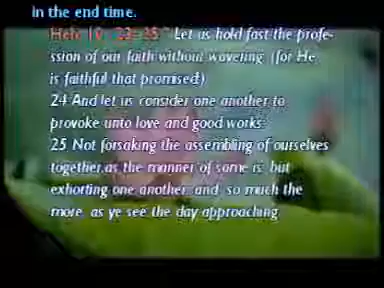 in the end time.
Heb 10 "23-25" Let us hold fast the profe-
ssion of our faith without wavering (for He
is faithful that promised)
24 And let us consider one another to
provoke unto love and good works
25 Not forsaking the assembling of ourselves
together, as the manner of some is but
exhorting one another and so much the
more as ye see the day approaching